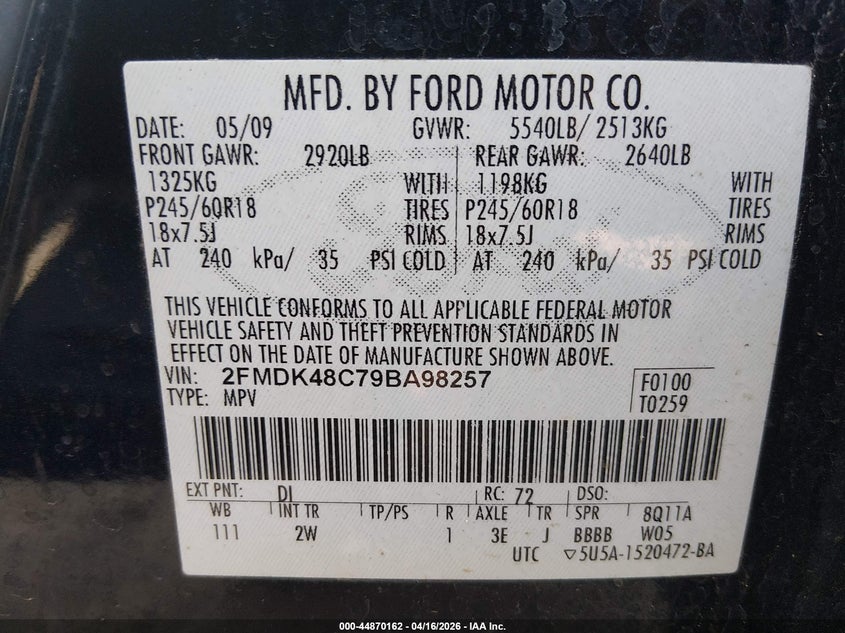 MFD. BY FORD MOTOR CO.
DATE: 05/09 GVWR: 5540LB/ 2513KG
FRONT GAWR: 2920LB REAR GAWR: 2640LB
1325KG WITH 1198KG WITH
P245/60R18 TIRES P245/60R18 TIRES
18x7.5J RIMS 18x7.5J RIMS
AT 240 kPa/ 35 PSI COLD AT 240 kPa/ 35 PSI COLD
THIS VEHICLE CONFORMS TO ALL APPLICABLE FEDERAL MOTOR
VEHICLE SAFETY AND THEFT PREVENTION STANDARDS IN
EFFECT ON THE DATE OF MANUFACTURE SHOWN ABOVE.
VIN: 2FMDK48C79BA98257 F0100
TYPE: MPV T0259
EXT PNT: DI RC: 72 DSO:
WB INT TR TP/PS R AXLE TR SPR 8Q11A
111 2W 1 3E J BBBB W05
UTC ▽5U5A-1520472-BA
000-44870162 - 04/16/2026 - IAA Inc.